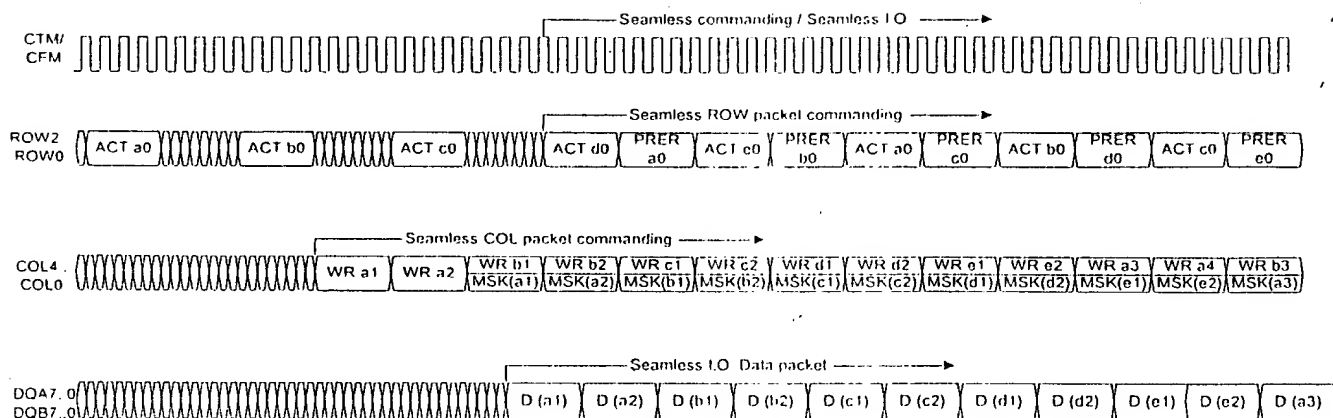 Seamless commanding / Seamless I.O
CTM/
CFM
Seamless ROW packet commanding
ROW2
ROW0
ACT a0 ACT b0 ACT c0 ACT d0 PRER a0 ACT e0 PRER b0 ACT a0 PRER c0 ACT b0 PRER d0 ACT c0 PRER e0
Seamless COL packet commanding
COL4 .
COL0
WR a1 WR a2 WR b1 WR b2 WR c1 WR c2 WR d1 WR d2 WR e1 WR e2 WR a3 WR a4 WR b3
MSK(a1) MSK(a2) MSK(b1) MSK(b2) MSK(c1) MSK(c2) MSK(d1) MSK(d2) MSK(e1) MSK(e2) MSK(a3)
Seamless I.O Data packet
DQA7. 0
DQB7. .0
D (a1) D (a2) D (b1) D (b2) D (c1) D (c2) D (d1) D (d2) D (e1) D (e2) D (a3)